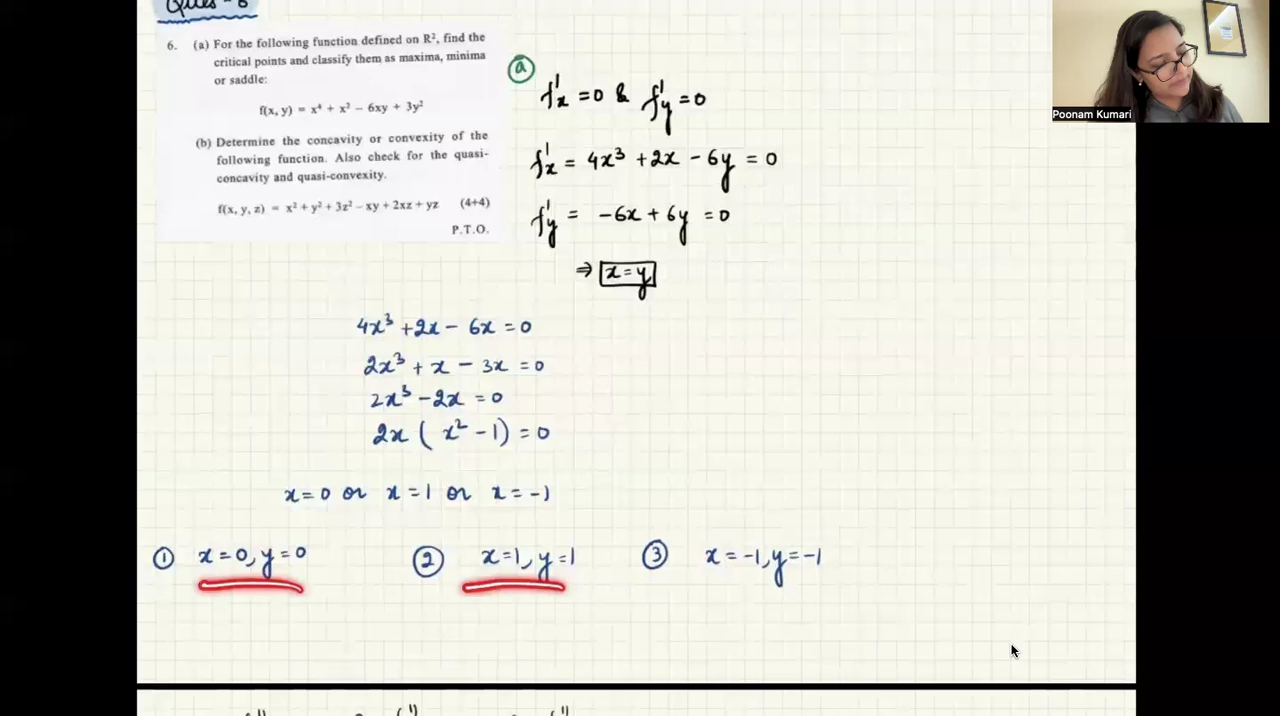 Ques - 6
6. (a) For the following function defined on R², find the
critical points and classify them as maxima, minima
or saddle:
f(x, y) = x⁴ + x² – 6xy + 3y²
(b) Determine the concavity or convexity of the
following function. Also check for the quasi-
concavity and quasi-convexity.
f(x, y, z) = x² + y² + 3z² – xy + 2xz + yz (4+4)
P.T.O.
ⓐ
f'x = 0 & f'y = 0
f'x = 4x³ + 2x - 6y = 0
f'y = -6x + 6y = 0
⇒ x = y
4x³ + 2x - 6x = 0
2x³ + x - 3x = 0
2x³ - 2x = 0
2x ( x² - 1) = 0
x = 0 or x = 1 or x = -1
① x = 0, y = 0 ② x = 1, y = 1 ③ x = -1, y = -1
Poonam Kumari